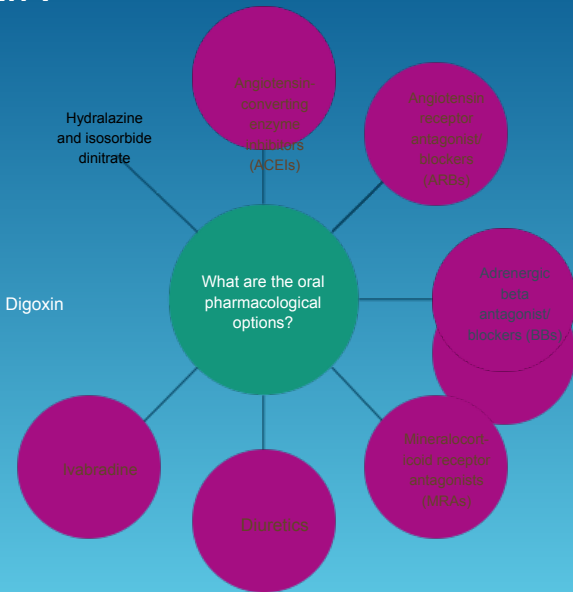 Angiotensin-
converting
enzyme
inhibitors
(ACEIs)
Angiotensin
receptor
antagonist/
blockers
(ARBs)
Hydralazine
and isosorbide
dinitrate
What are the oral
pharmacological
options?
Adrenergic
beta
antagonist/
blockers (BBs)
Digoxin
receptor
antagonists
(MRAs)
Ivabradine
Diuretics